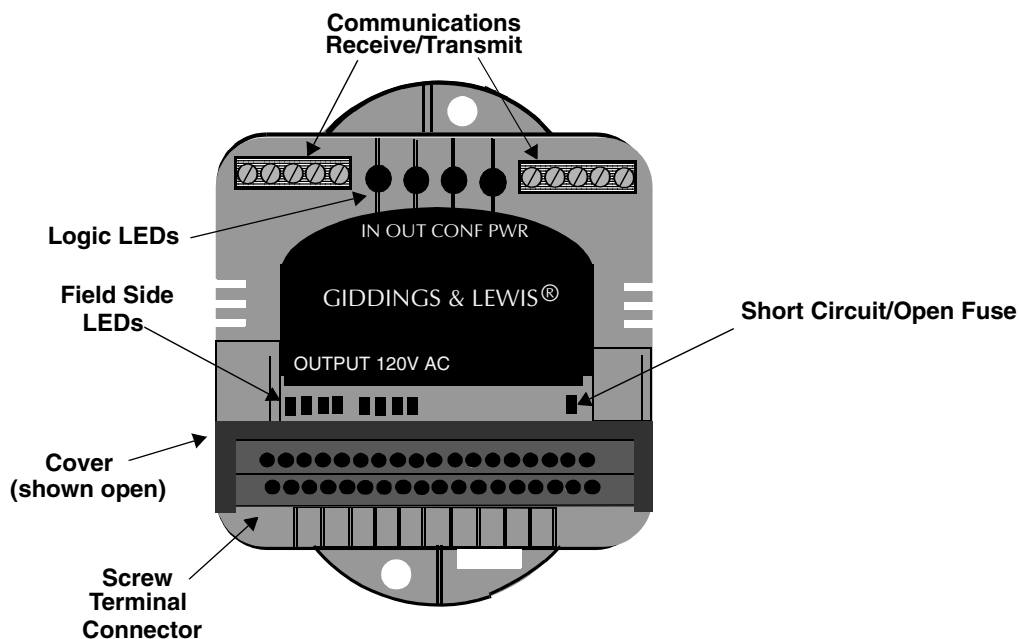 Communications
Receive/Transmit
Logic LEDs
IN OUT CONF PWR
Field Side
LEDs
GIDDINGS & LEWIS®
Short Circuit/Open Fuse
OUTPUT 120V AC
Cover
(shown open)
Screw
Terminal
Connector